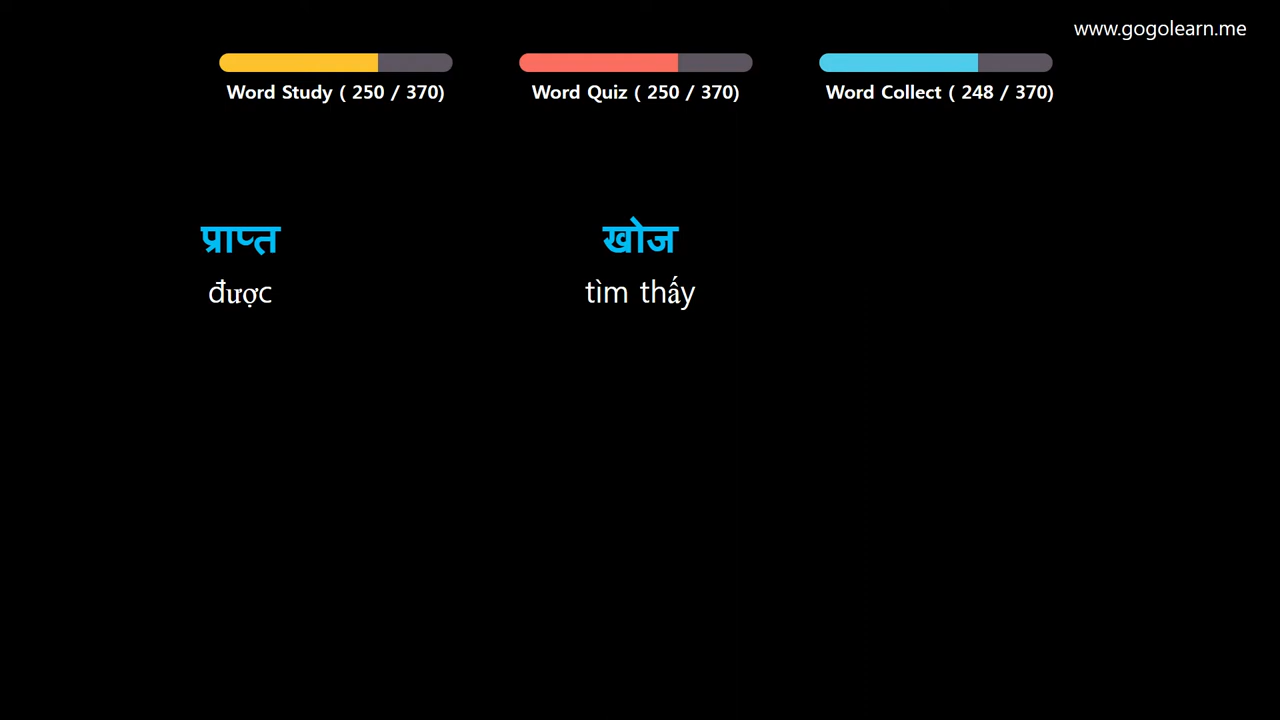 www.gogolearn.me
Word Study ( 250 / 370)
Word Quiz ( 250 / 370)
Word Collect ( 248 / 370)
प्राप्त
được
खोज
tìm thấy